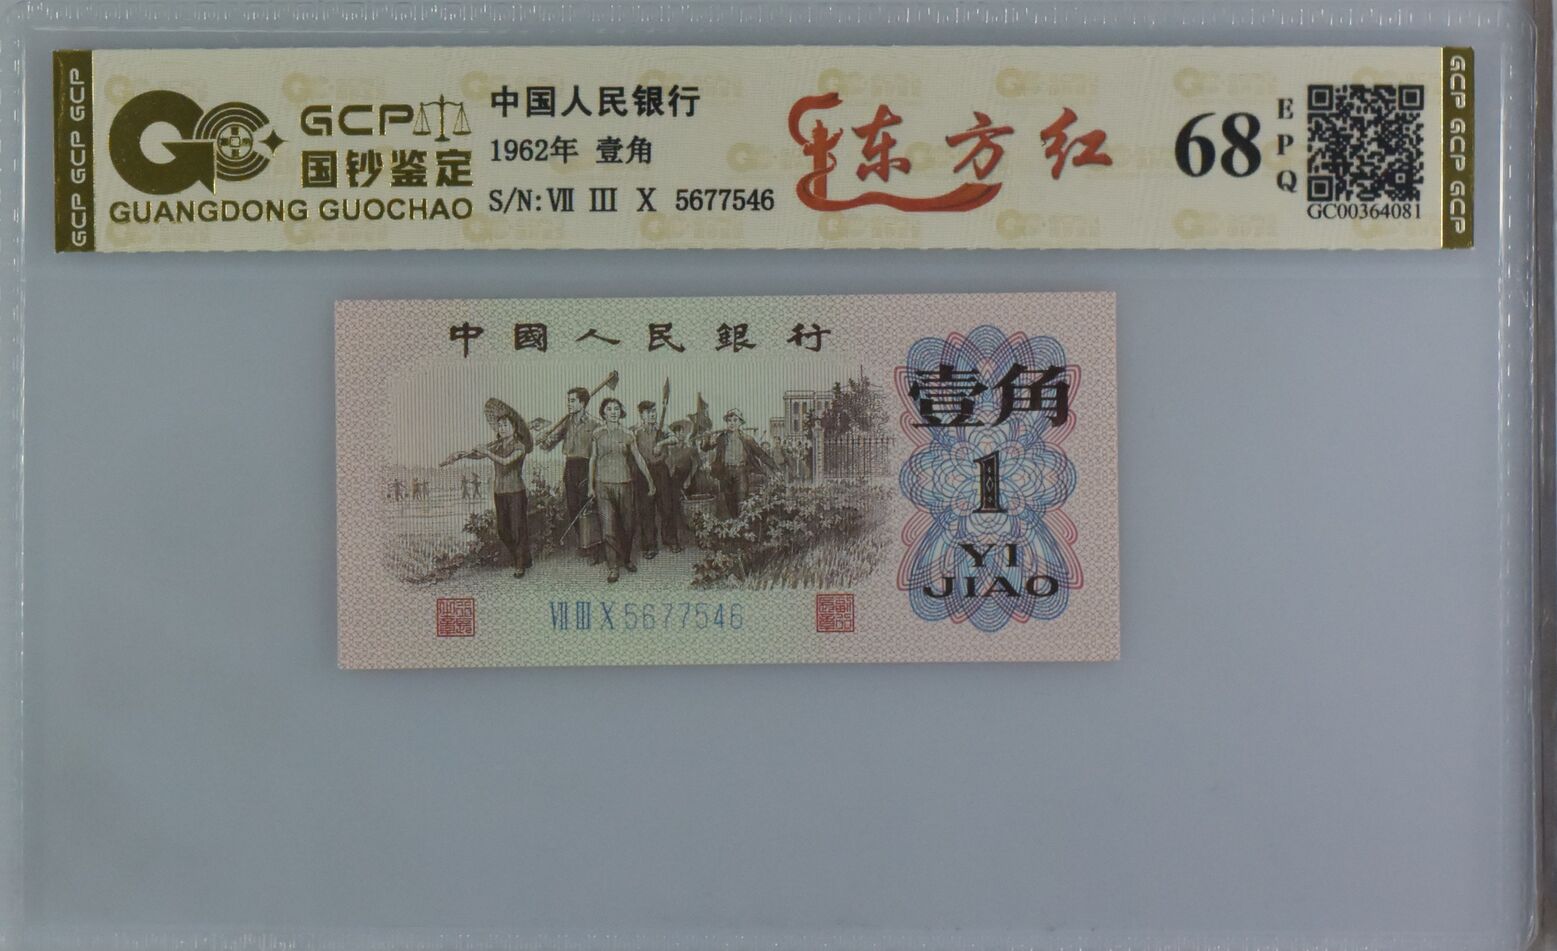 GCP GCP GCP
GCP
国钞鉴定
GUANGDONG GUOCHAO
中国人民银行
1962年 壹角
S/N: Ⅶ Ⅲ Ⅹ 5677546
东方红
68
EPQ
GC00364081
GCP GCP GCP
中國人民銀行
壹角
1
YI
JIAO
Ⅶ Ⅲ Ⅹ 5677546